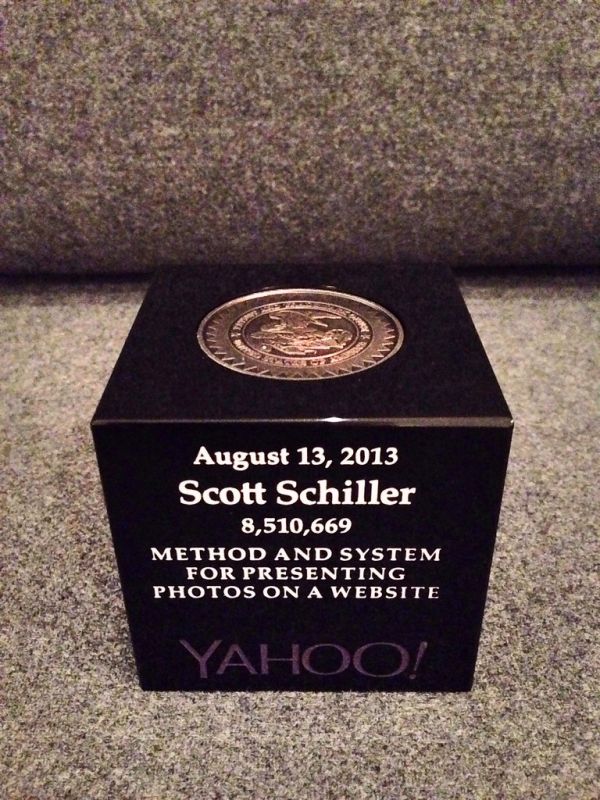 August 13, 2013
Scott Schiller
8,510,669
METHOD AND SYSTEM
FOR PRESENTING
PHOTOS ON A WEBSITE
YAHOO!